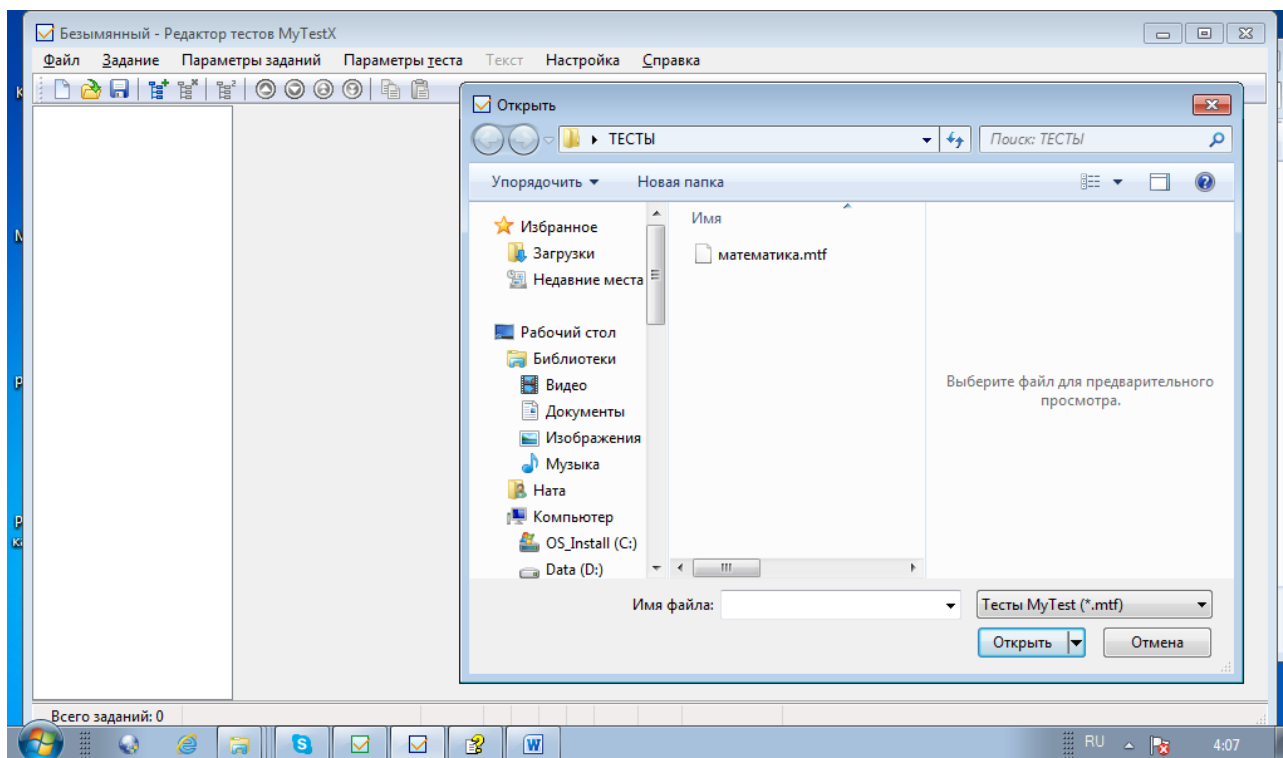 Безымянный - Редактор тестов MyTestX
Файл Задание Параметры заданий Параметры теста Текст Настройка Справка
Открыть
ТЕСТЫ
Поиск: ТЕСТЫ
Упорядочить Новая папка
Избранное
Загрузки
Недавние места
Рабочий стол
Библиотеки
Видео
Документы
Изображения
Музыка
Ната
Компьютер
OS_Install (C:)
Data (D:)
Имя
математика.mtf
Выберите файл для предварительного
просмотра.
Имя файла:
Тесты MyTest (*.mtf)
Открыть Отмена
Всего заданий: 0
RU 4:07